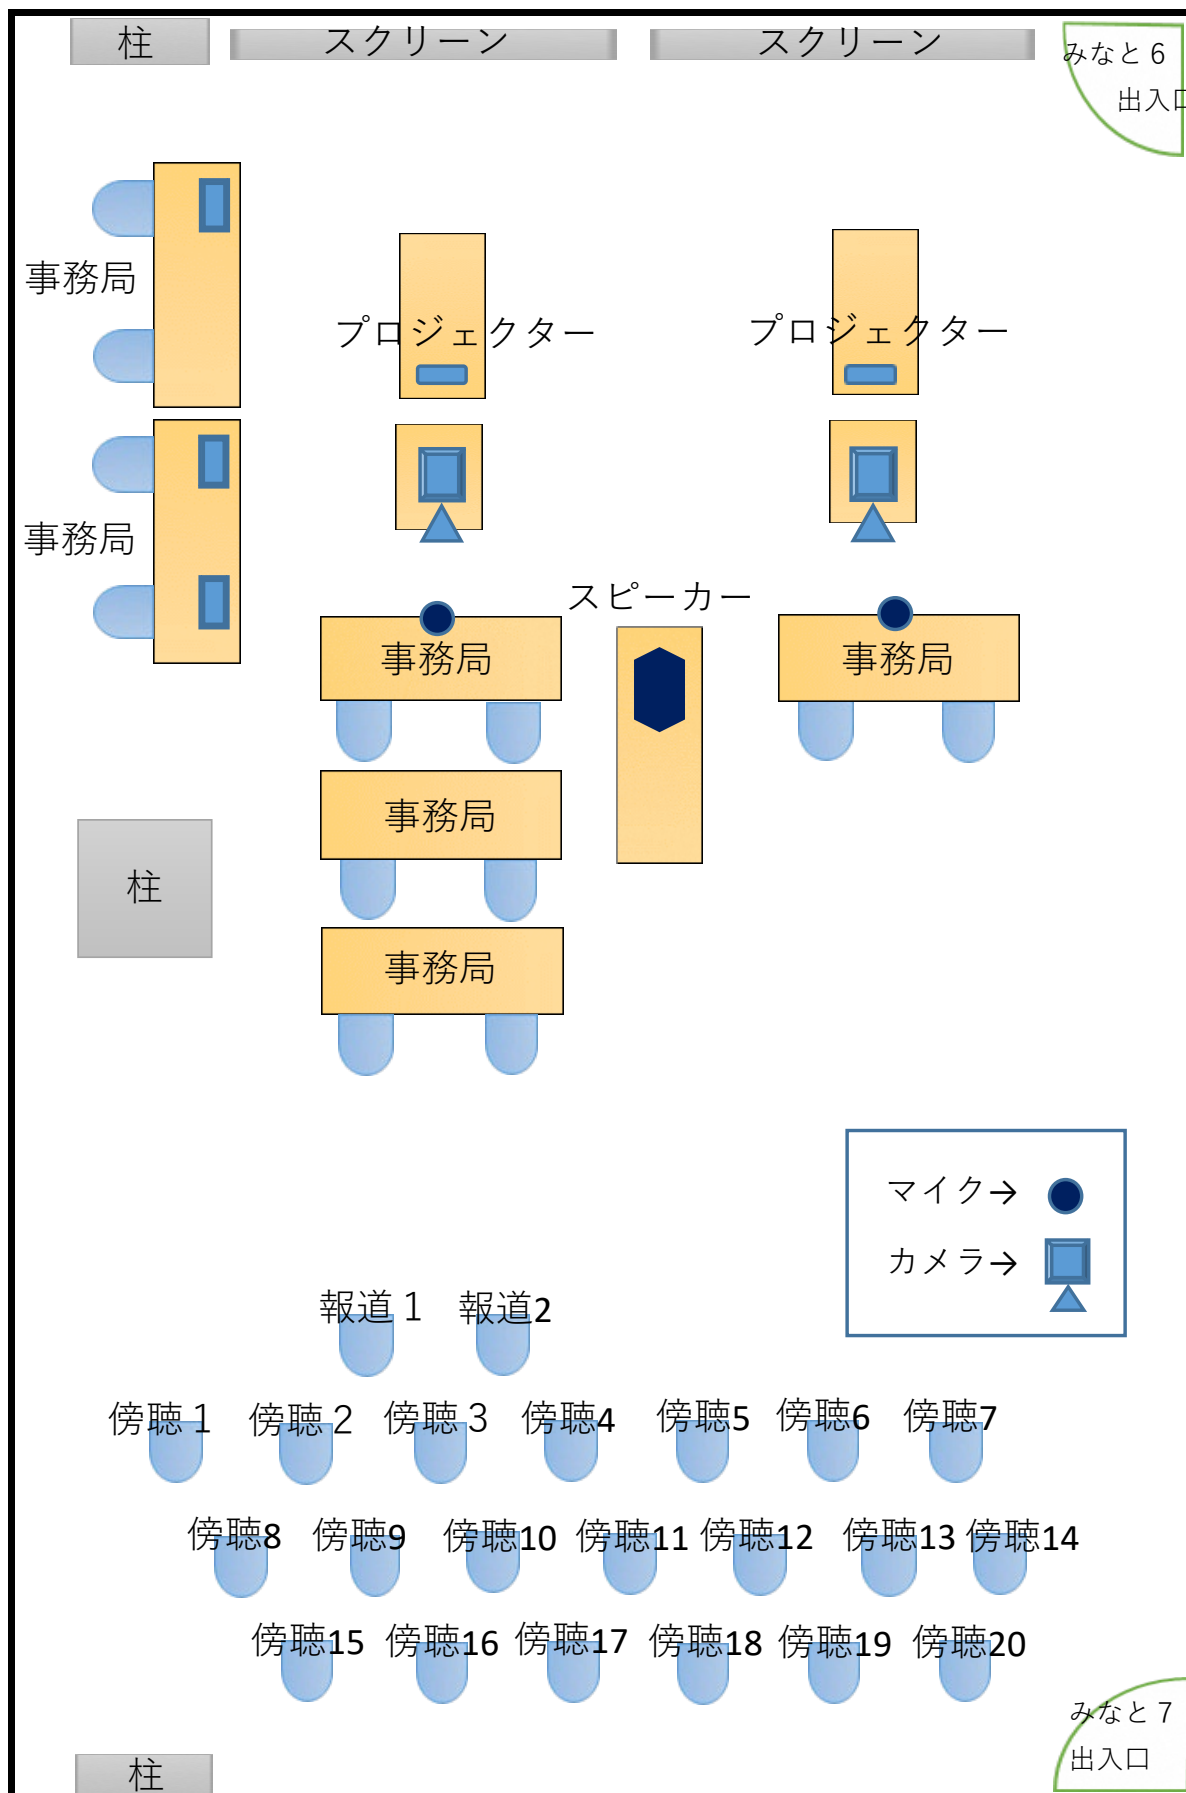 柱
スクリーン
スクリーン
みなと６
出入口
事務局
プロジェクター
プロジェクター
事務局
スピーカー
事務局
事務局
事務局
柱
事務局
マイク→
カメラ→
報道１
報道2
傍聴１
傍聴２
傍聴３
傍聴4
傍聴5
傍聴6
傍聴7
傍聴8
傍聴9
傍聴10
傍聴11
傍聴12
傍聴13
傍聴14
傍聴15
傍聴16
傍聴17
傍聴18
傍聴19
傍聴20
みなと７
出入口
柱